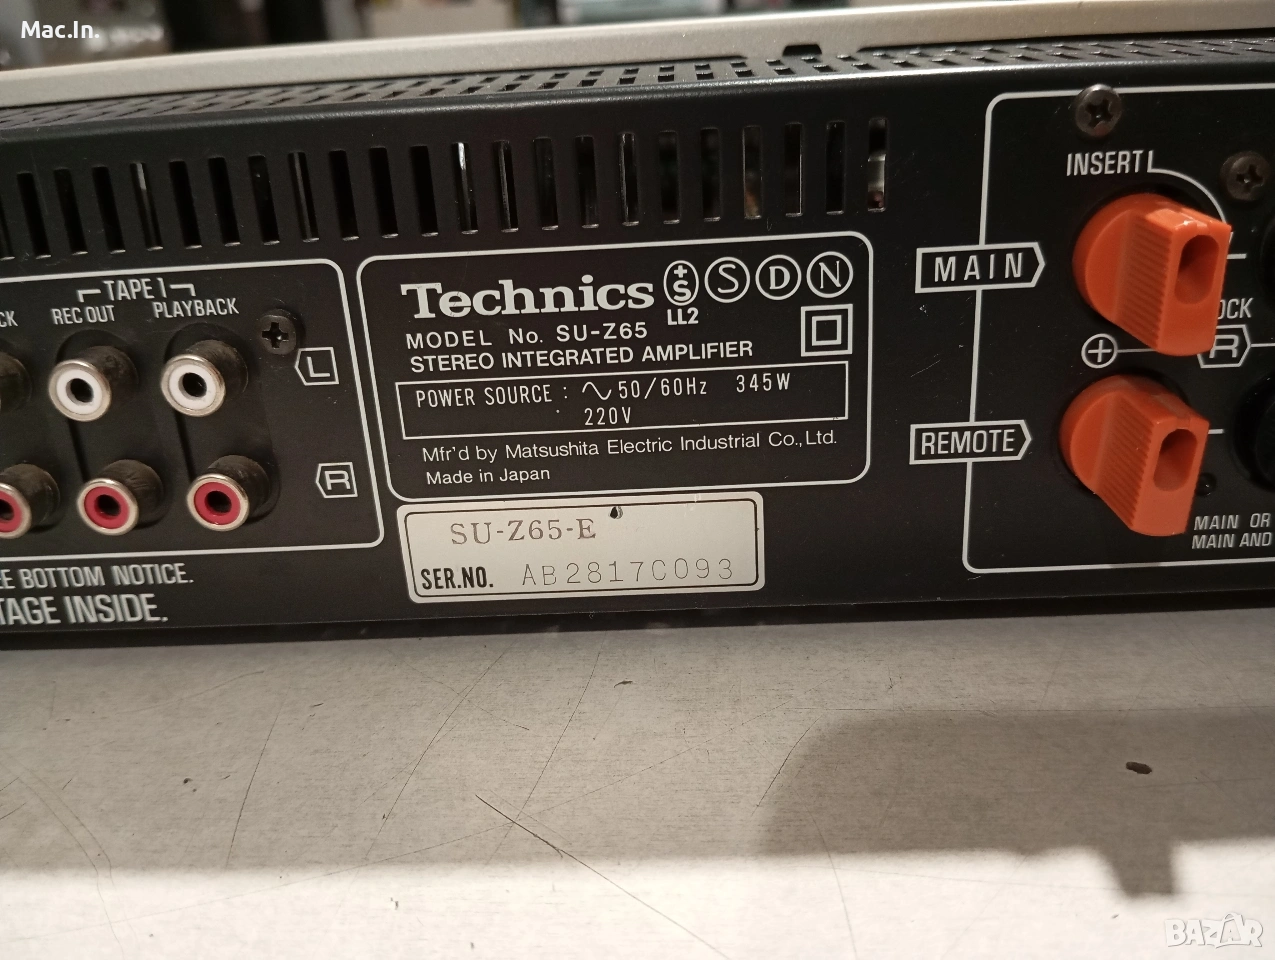 Mac.In.
INSERT
TAPE 1
REC OUT
PLAYBACK
CK
L
R
Technics
S
D
N
LL2
MODEL No. SU-Z65
STEREO INTEGRATED AMPLIFIER
POWER SOURCE : ∿ 50/60Hz 345W
220V
Mfr'd by Matsushita Electric Industrial Co., Ltd.
Made in Japan
SU-Z65-E
SER.NO. AB2817C093
E BOTTOM NOTICE.
TAGE INSIDE.
MAIN
OCK
+
R
REMOTE
MAIN OR
MAIN AND
BAZAR